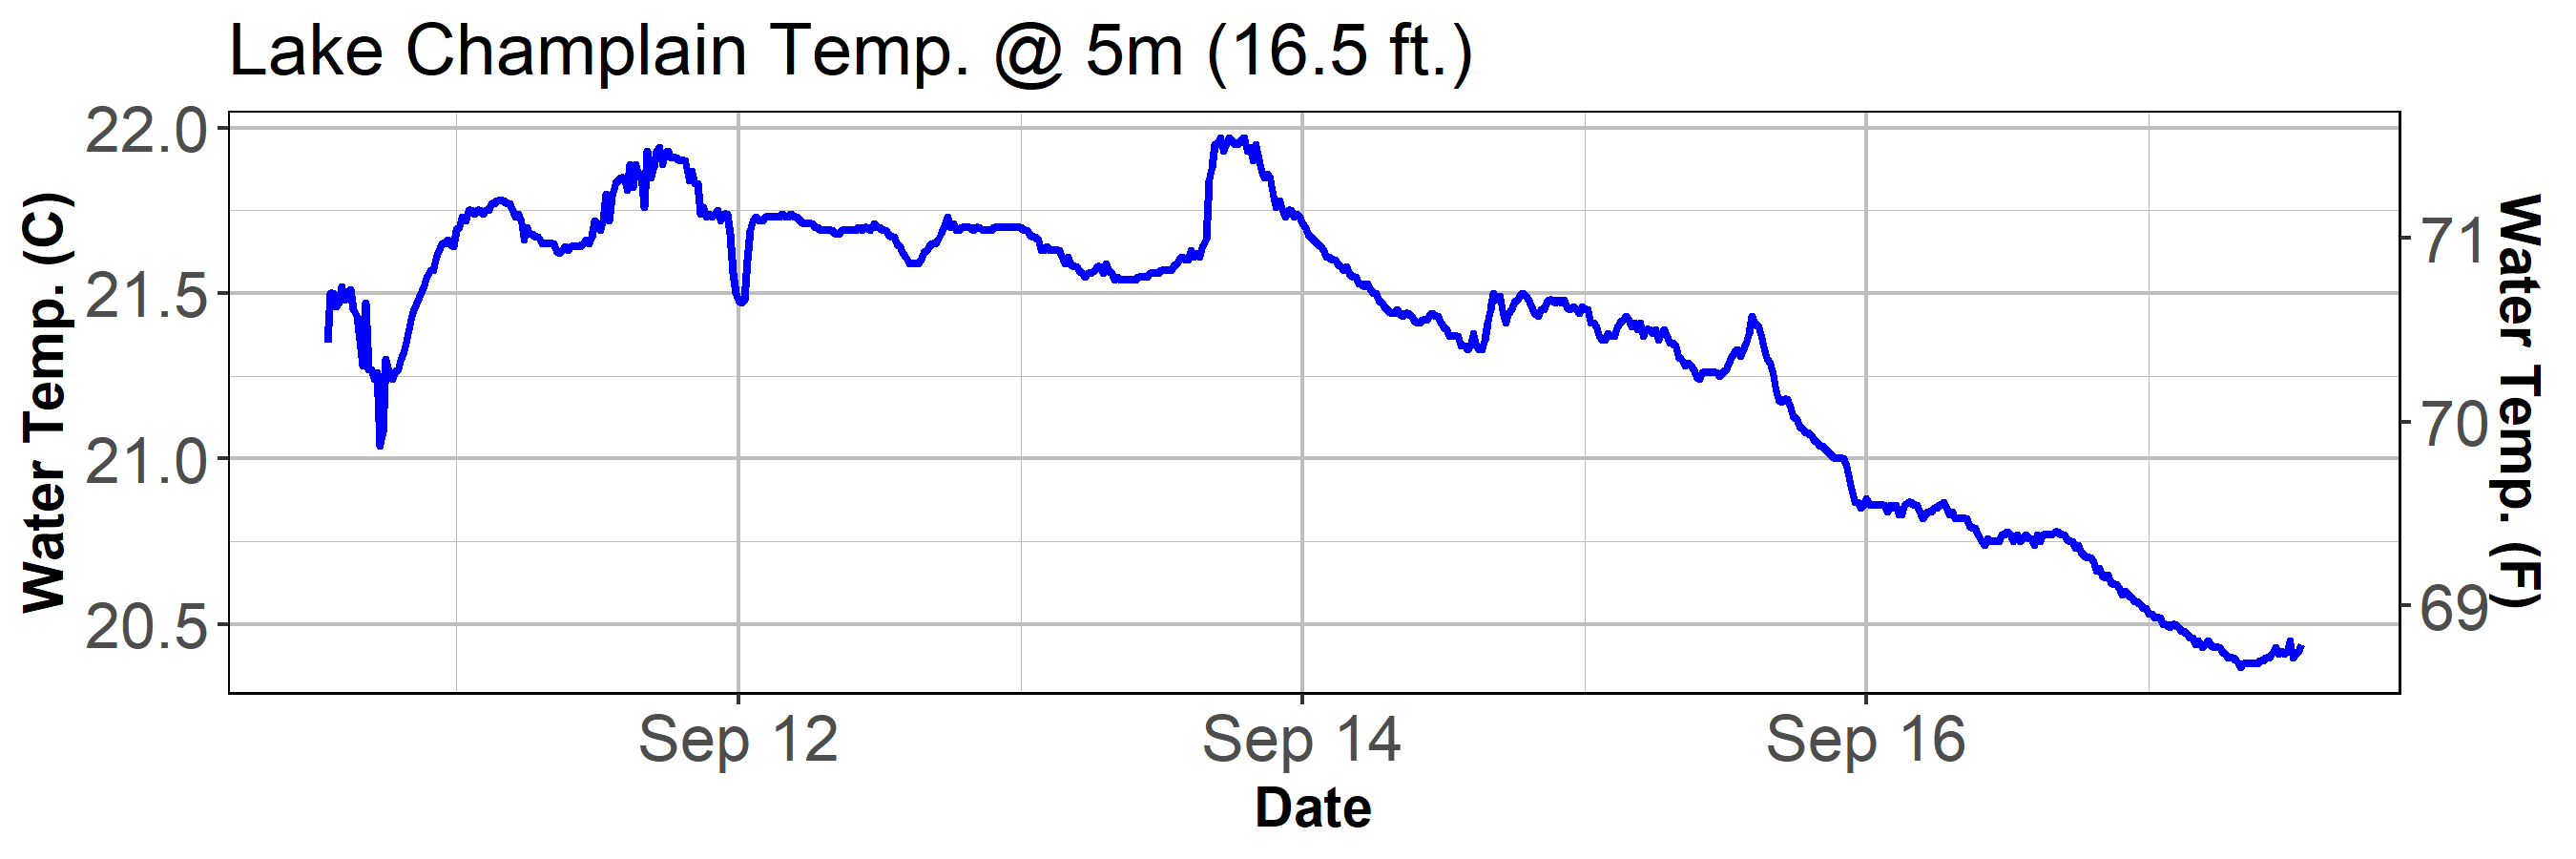 Lake Champlain Temp. @ 5m (16.5 ft.)
Water Temp. (C)
22.0
21.5
21.0
20.5
71
70
69
Water Temp. (F)
Sep 12
Sep 14
Sep 16
Date